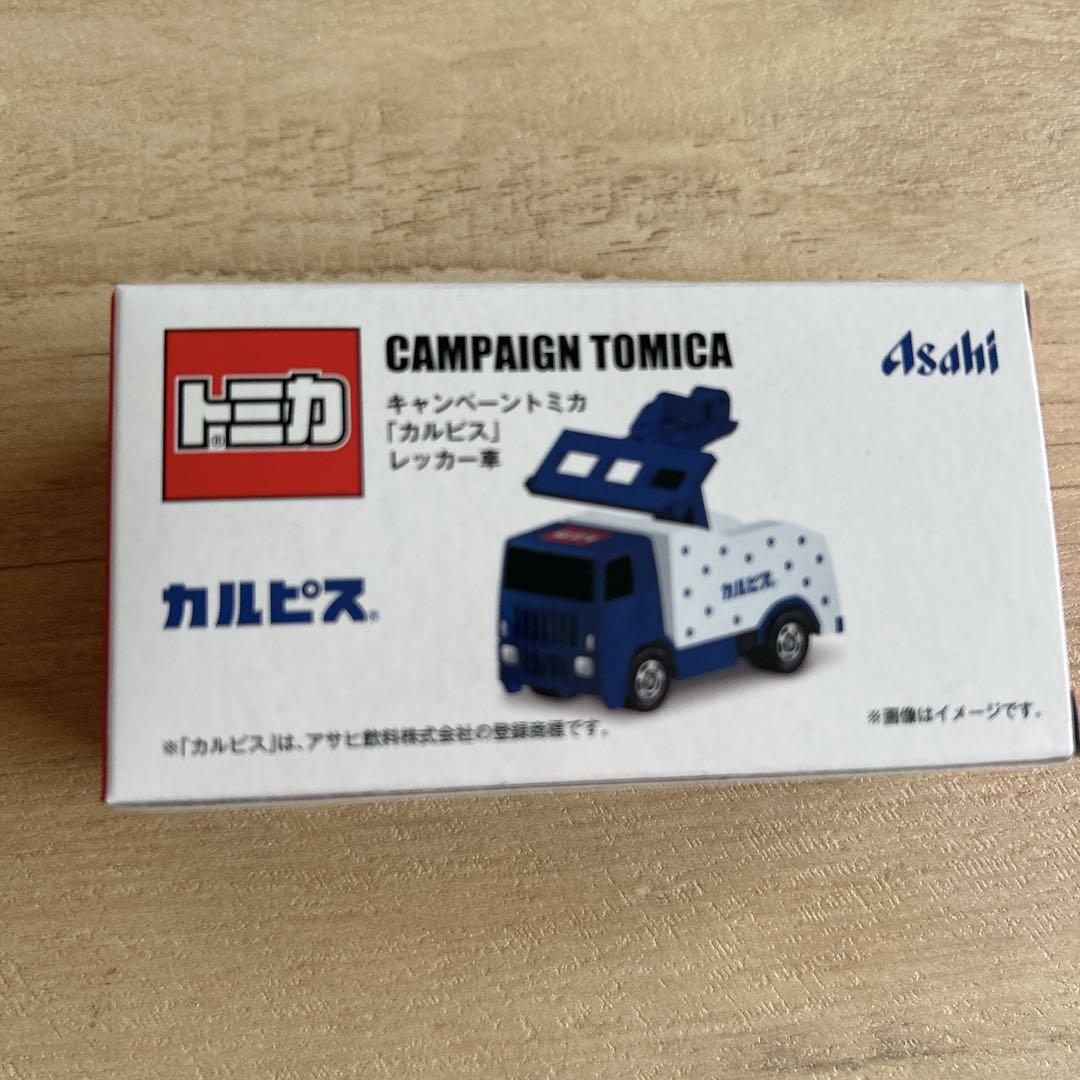 トミカ®
CAMPAIGN TOMICA
キャンペーントミカ
「カルピス」
レッカー車
Asahi
カルピス®
カルピス
※「カルピス」は、アサヒ飲料株式会社の登録商標です。
※画像はイメージです。